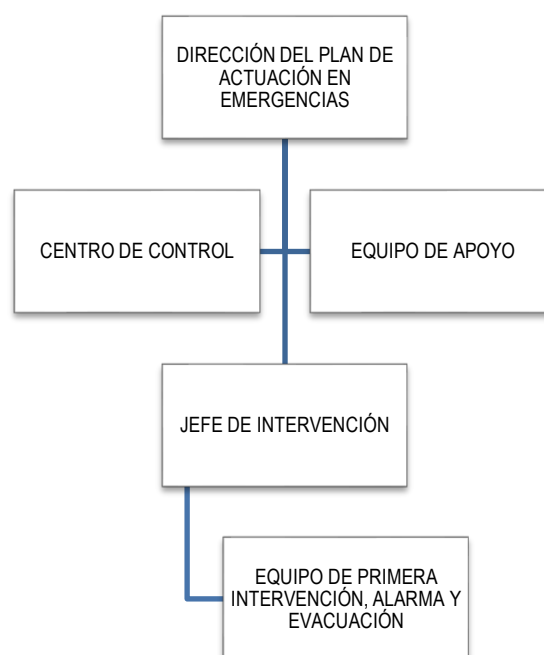 DIRECCIÓN DEL PLAN DE
ACTUACIÓN EN
EMERGENCIAS
CENTRO DE CONTROL
EQUIPO DE APOYO
JEFE DE INTERVENCIÓN
EQUIPO DE PRIMERA
INTERVENCIÓN, ALARMA Y
EVACUACIÓN